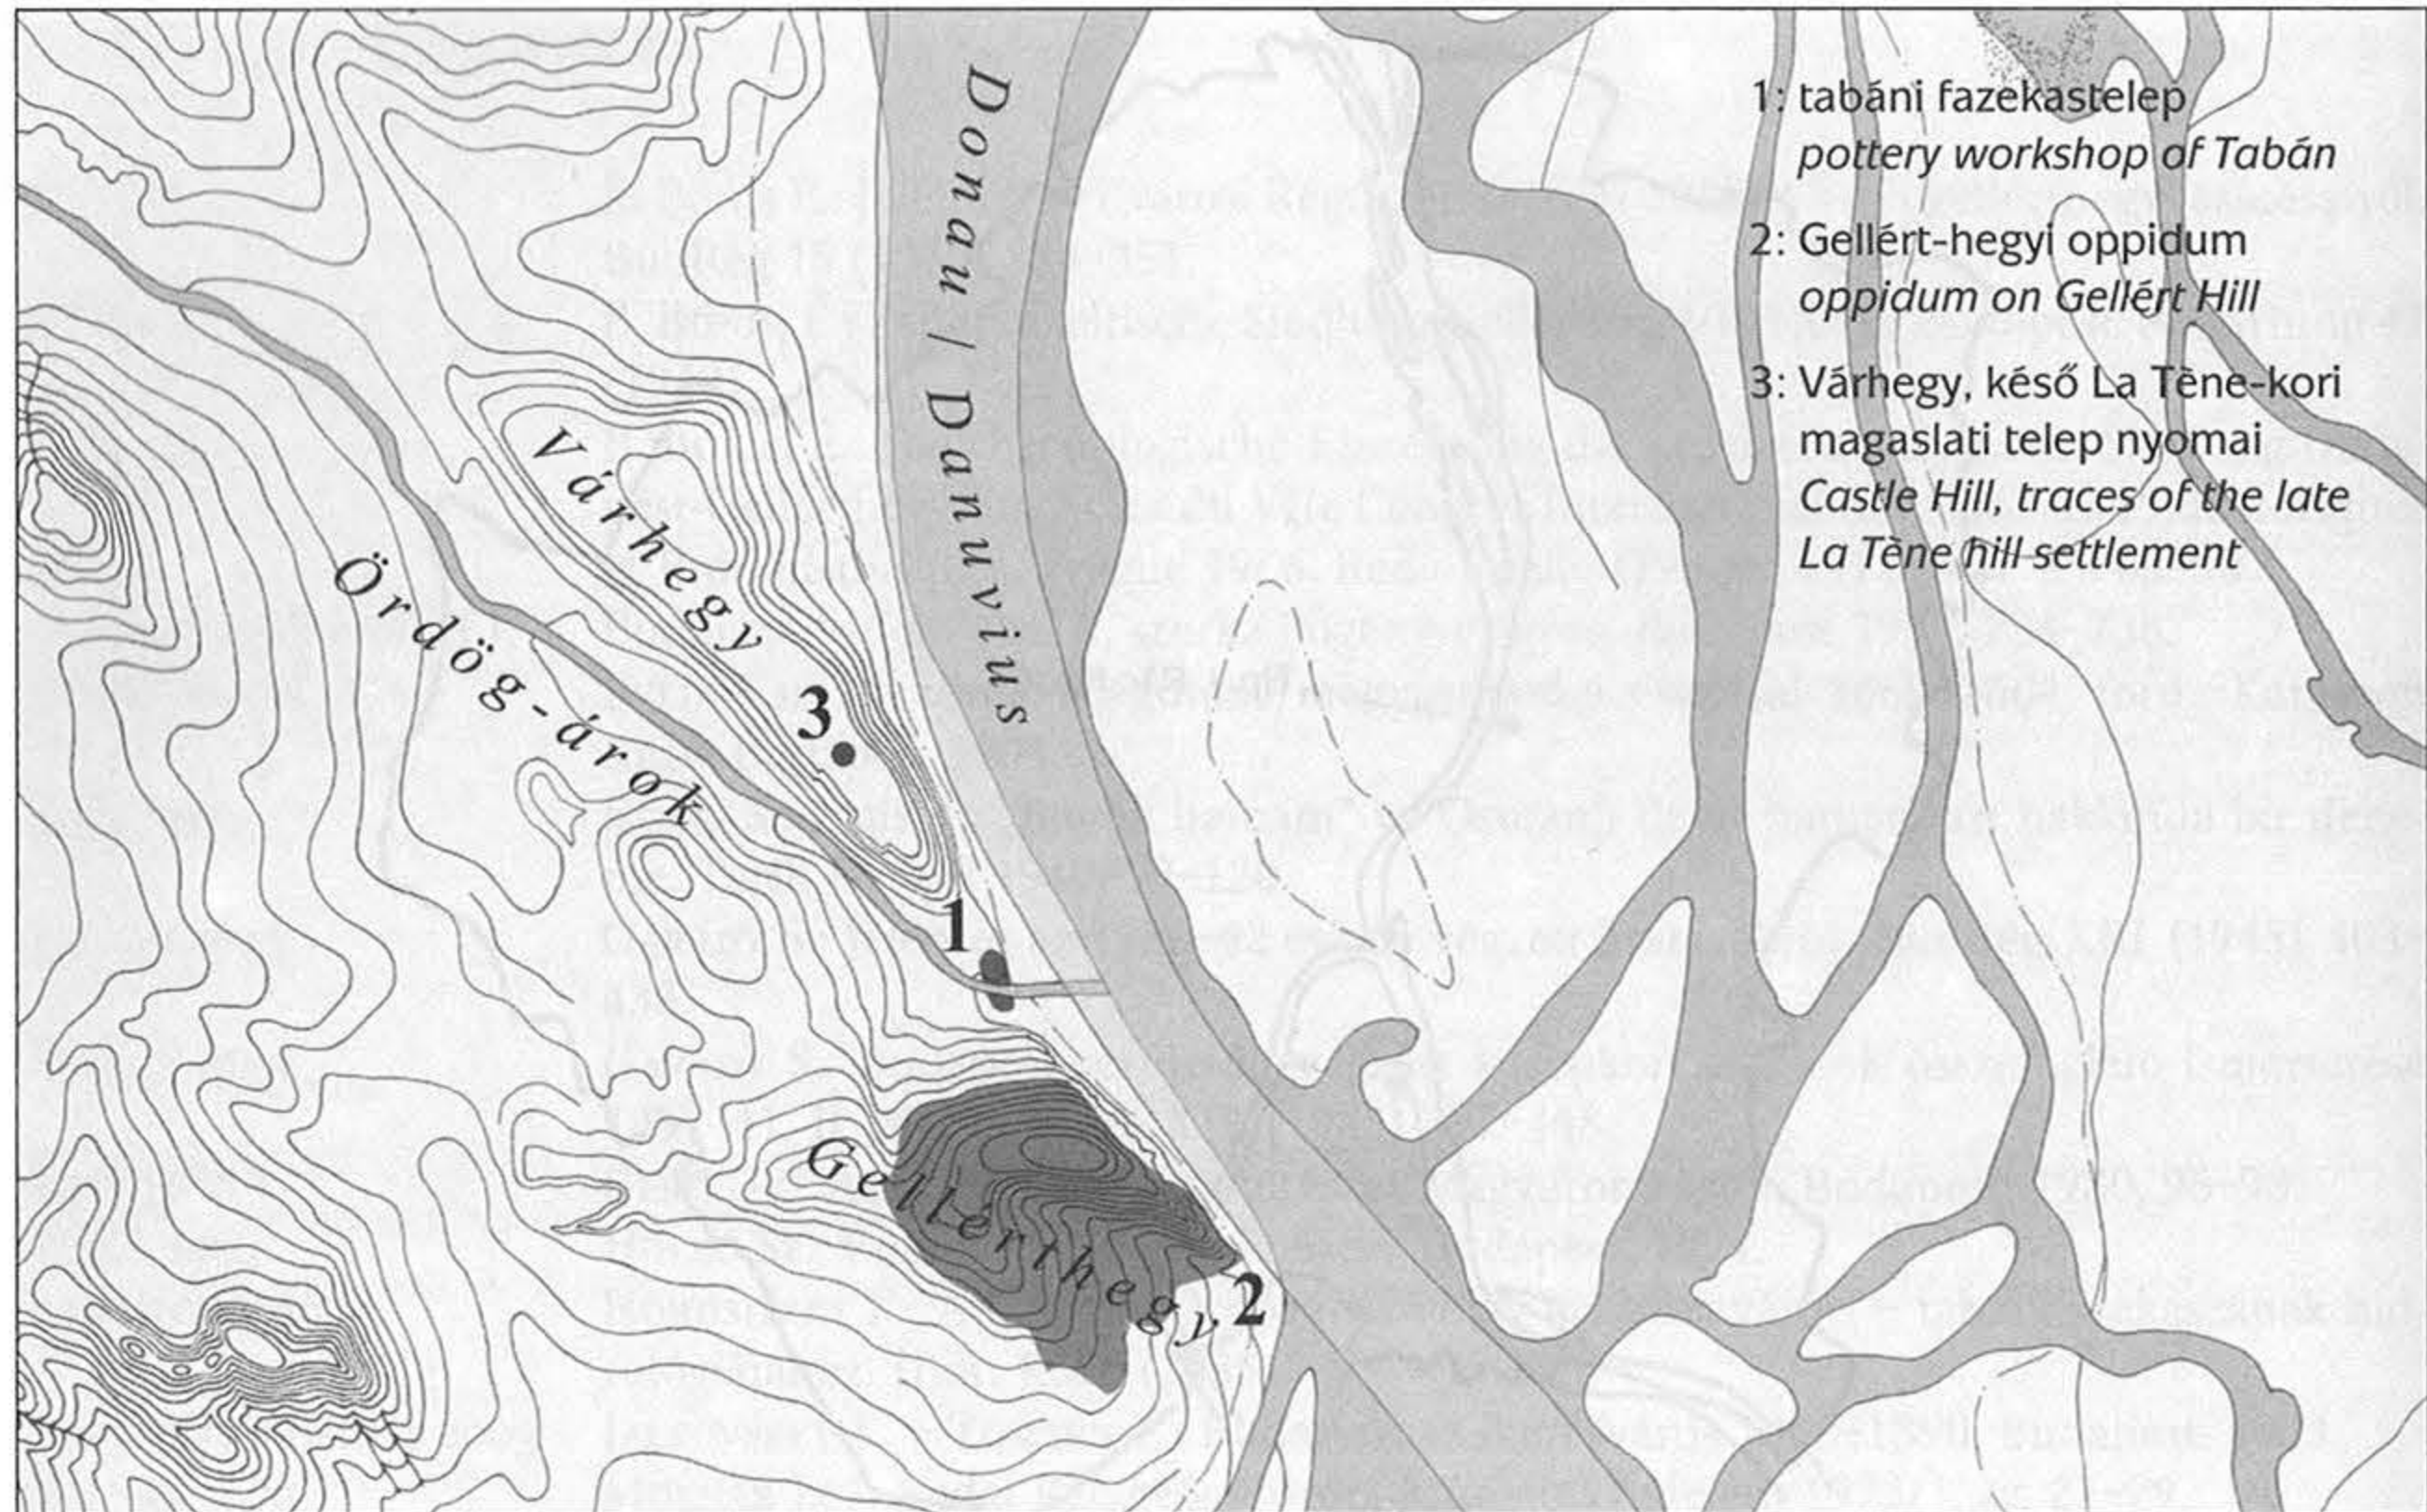 Donau / Danuvius
1: tabáni fazekastelep
pottery workshop of Tabán
2: Gellért-hegyi oppidum
oppidum on Gellért Hill
3: Várhegy, késő La Tène-kori
magaslati telep nyomai
Castle Hill, traces of the late
La Tène hill settlement
Várhegy
Ördög-árok
3
1
Gellérthegy
2